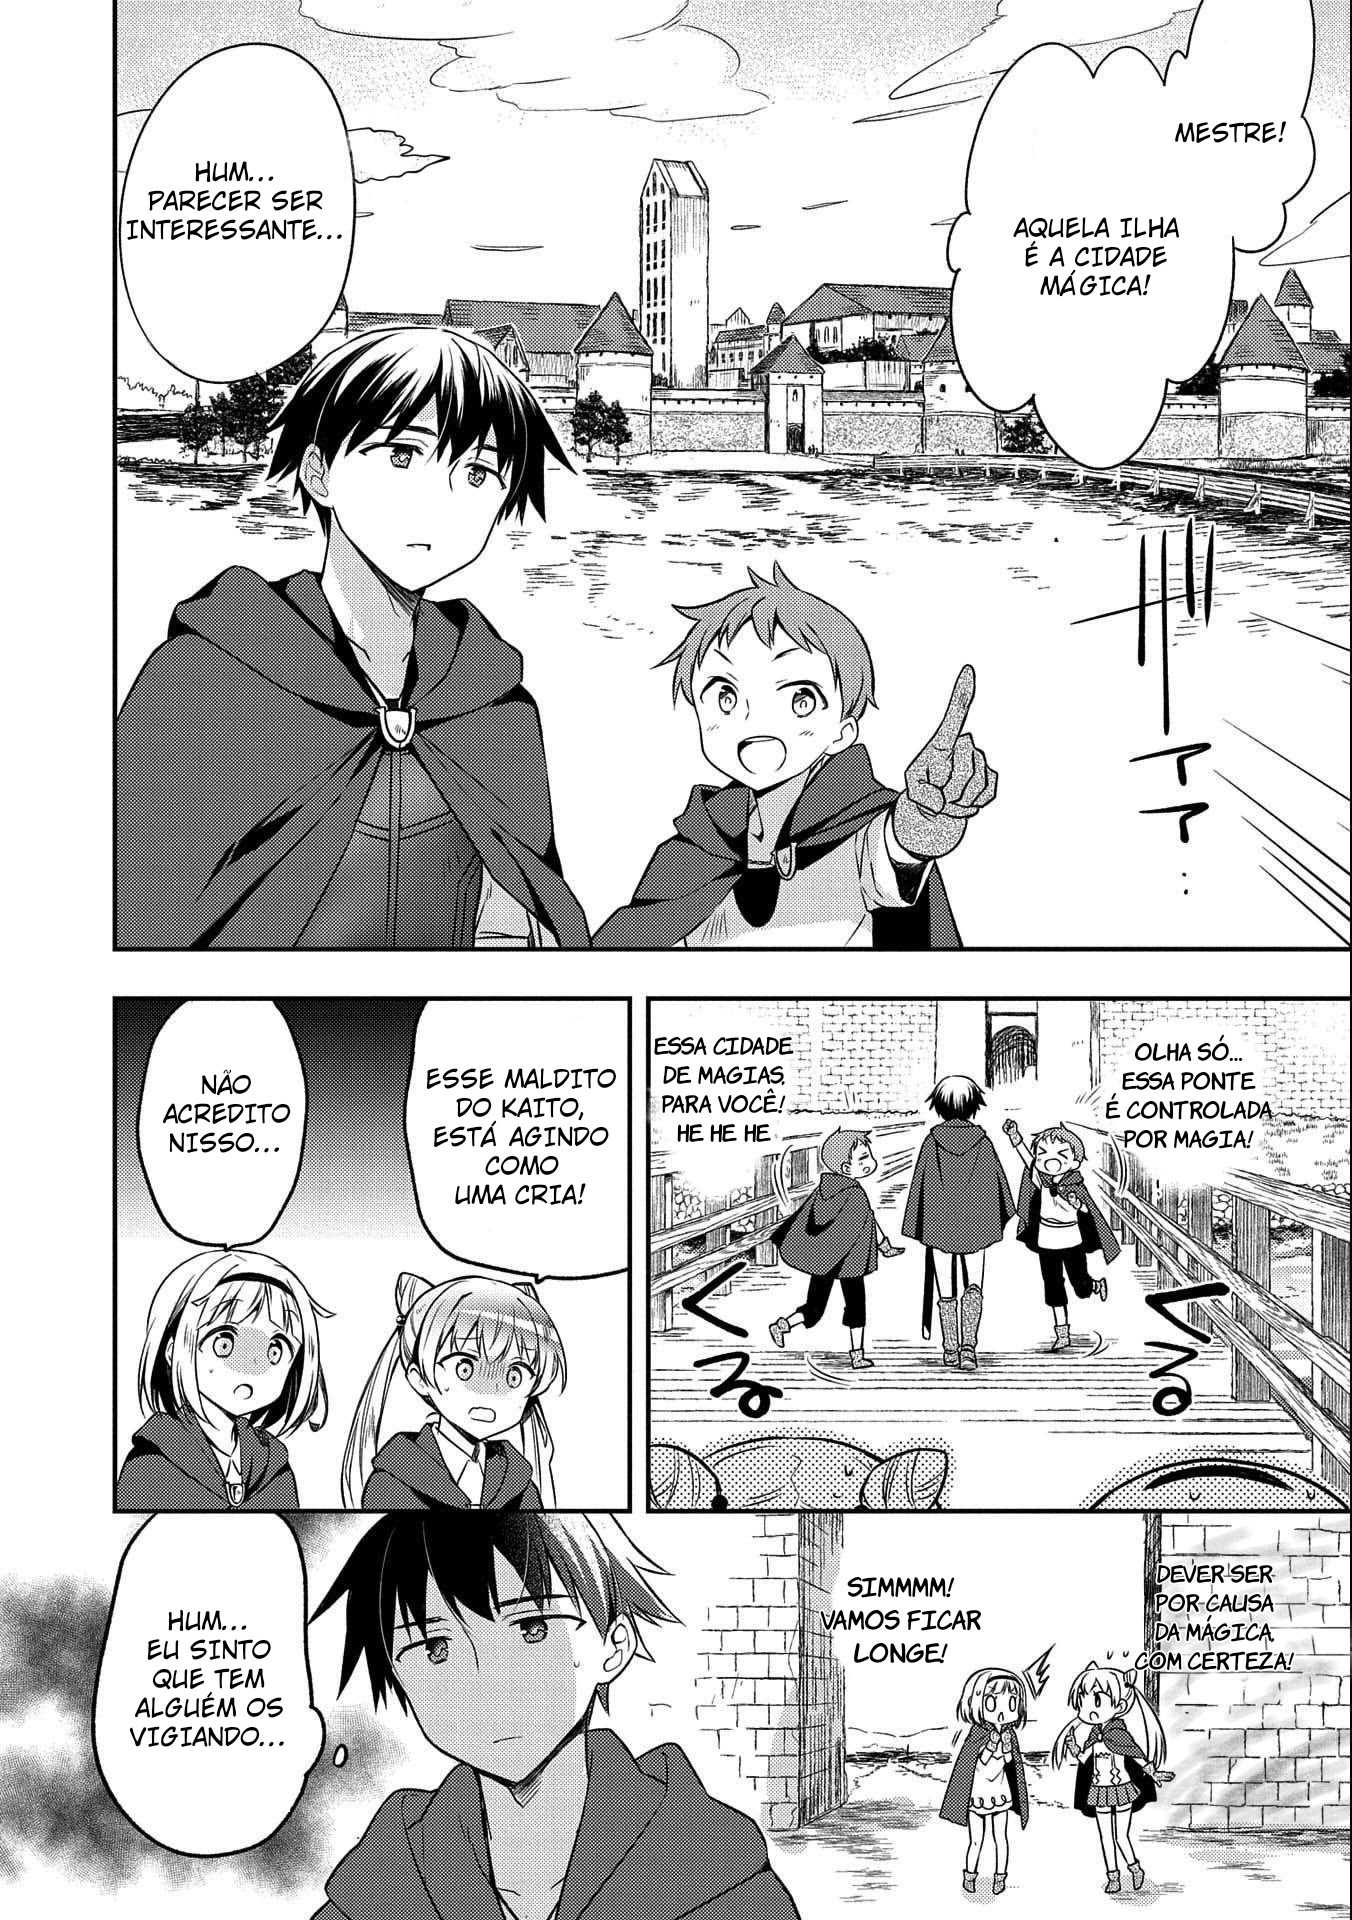 MESTRE!
AQUELA ILHA
É A CIDADE
MÁGICA!
HUM...
PARECER SER
INTERESSANTE...
OLHA SÓ...
ESSA PONTE
É CONTROLADA
POR MAGIA!
ESSA CIDADE
DE MAGIAS,
PARA VOCÊ!
HE HE HE
くる
くる
ESSE MALDITO
DO KAITO,
ESTÁ AGINDO
COMO
UMA CRIA!
NÃO
ACREDITO
NISSO...
DEVER SER
POR CAUSA
DA MÁGICA,
COM CERTEZA!
SIMMMM!
VAMOS FICAR
LONGE!
HUM...
EU SINTO
QUE TEM
ALGUÉM OS
VIGIANDO...